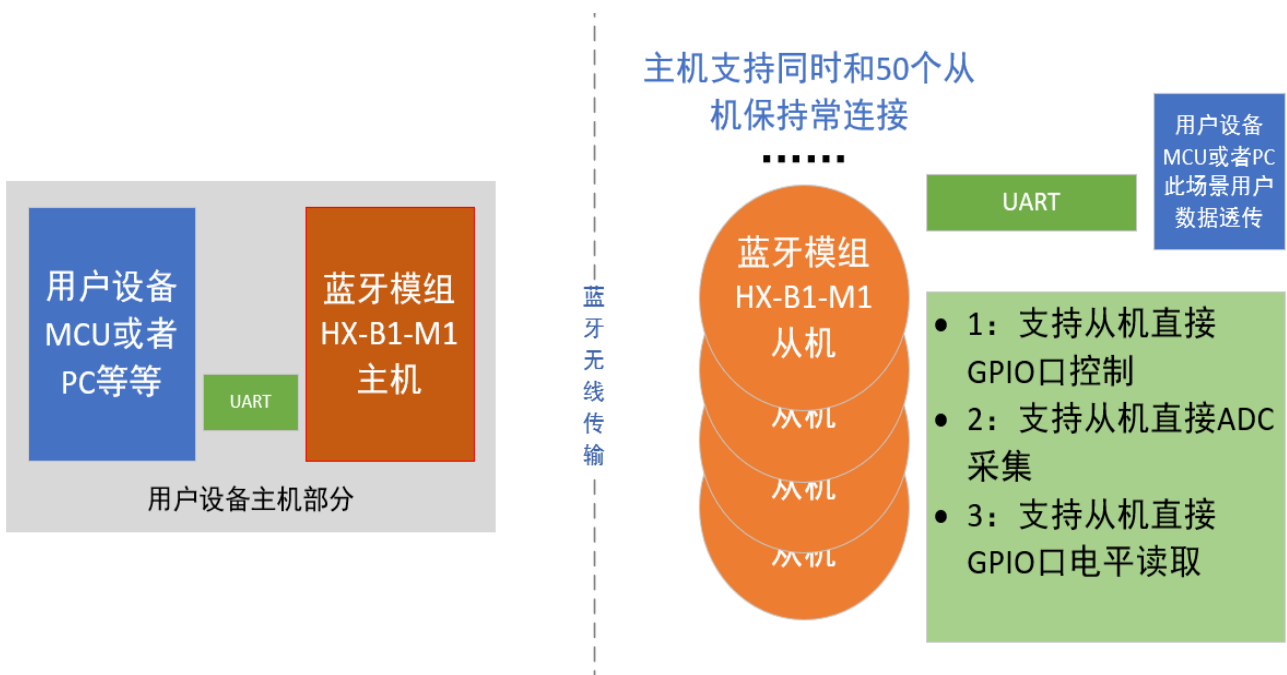 主机支持同时和50个从
机保持常连接
......
用户设备
MCU或者
PC等等
UART
蓝牙模组
HX-B1-M1
主机
用户设备主机部分
蓝
牙
无
线
传
输
蓝牙模组
HX-B1-M1
从机
从机
从机
从机
UART
用户设备
MCU或者PC
此场景用户
数据透传
• 1：支持从机直接
GPIO口控制
• 2：支持从机直接ADC
采集
• 3：支持从机直接
GPIO口电平读取